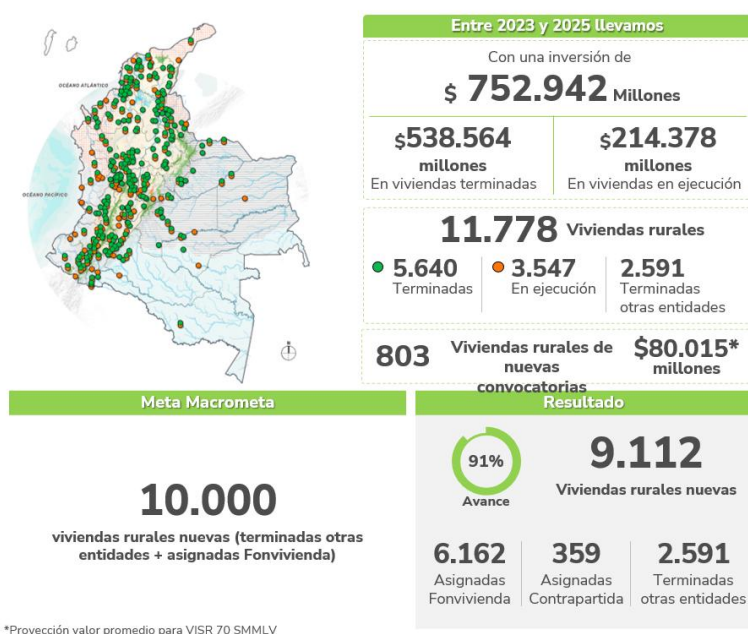 OCÉANO ATLÁNTICO
OCÉANO PACÍFICO
Entre 2023 y 2025 llevamos
Con una inversión de
$ 752.942 Millones
$538.564
millones
En viviendas terminadas
$214.378
millones
En viviendas en ejecución
11.778 Viviendas rurales
5.640
Terminadas
3.547
En ejecución
2.591
Terminadas
otras entidades
803
Viviendas rurales de
nuevas
convocatorias
$80.015*
millones
Meta Macrometa
10.000
viviendas rurales nuevas (terminadas otras
entidades + asignadas Fonvivienda)
Resultado
91%
Avance
9.112
Viviendas rurales nuevas
6.162
Asignadas
Fonvivienda
359
Asignadas
Contrapartida
2.591
Terminadas
otras entidades
*Proyección valor promedio para VISR 70 SMMLV